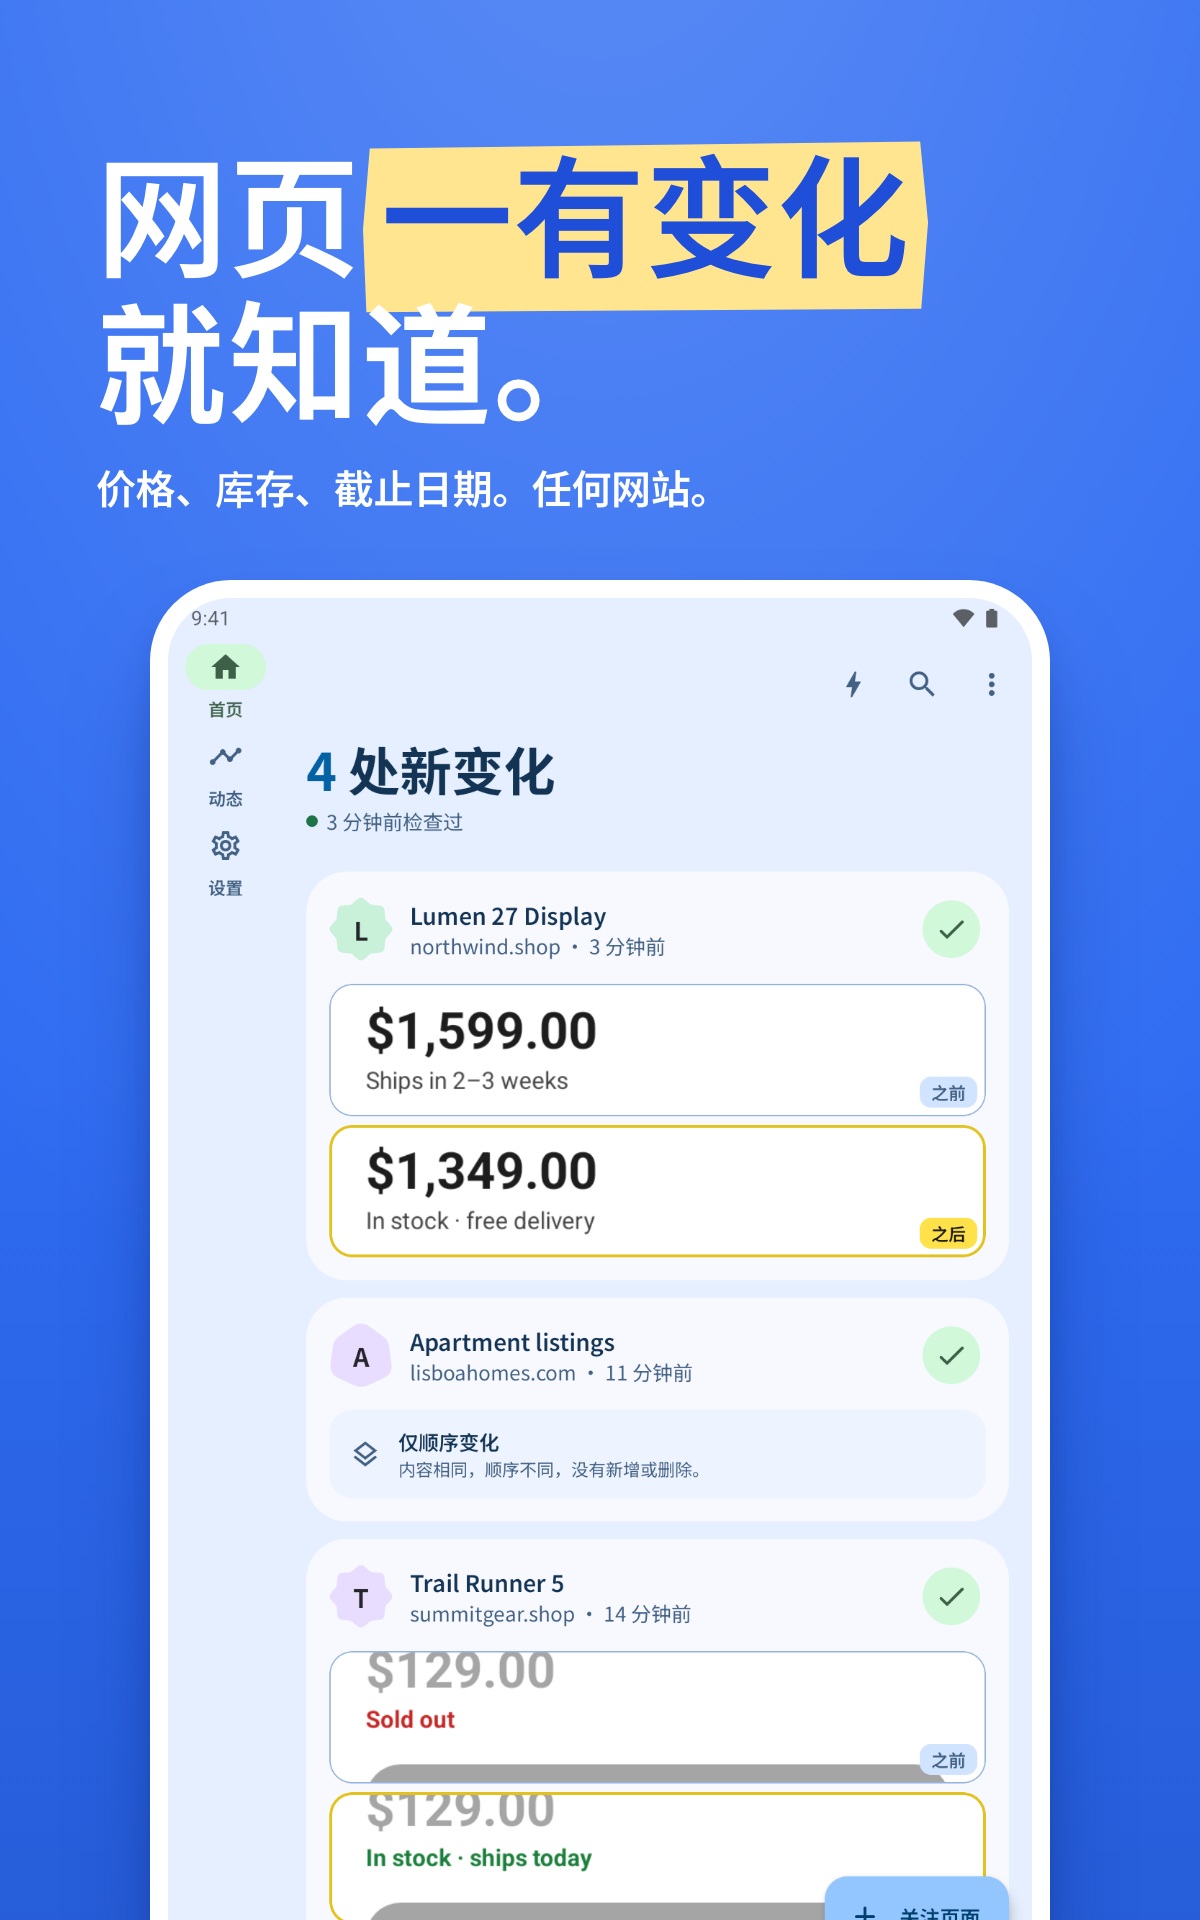 网页一有变化
就知道。
价格、库存、截止日期。任何网站。
9:41
首页
动态
设置
4 处新变化
3 分钟前检查过
L
Lumen 27 Display
northwind.shop • 3 分钟前
$1,599.00
Ships in 2–3 weeks
之前
$1,349.00
In stock · free delivery
之后
A
Apartment listings
lisboahomes.com • 11 分钟前
仅顺序变化
内容相同，顺序不同，没有新增或删除。
T
Trail Runner 5
summitgear.shop • 14 分钟前
$129.00
Sold out
之前
$129.00
In stock · ships today
关注页面